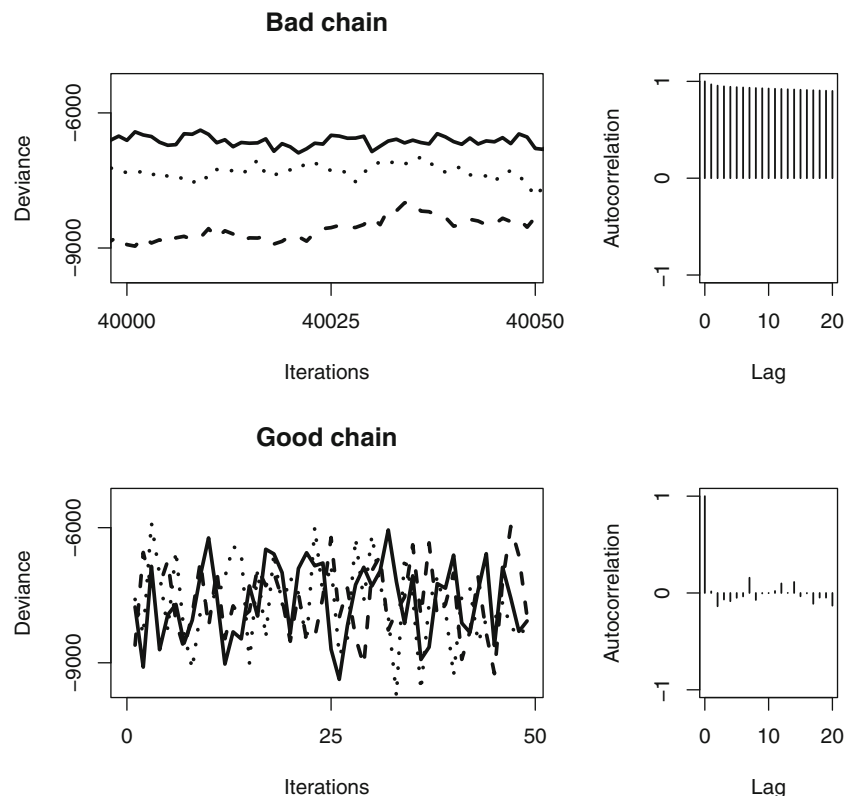 Bad chain
Deviance
−6000
−9000
40000 40025 40050
Iterations
Autocorrelation
1
0
−1
0 10 20
Lag
Good chain
Deviance
−6000
−9000
0 25 50
Iterations
Autocorrelation
1
0
−1
0 10 20
Lag